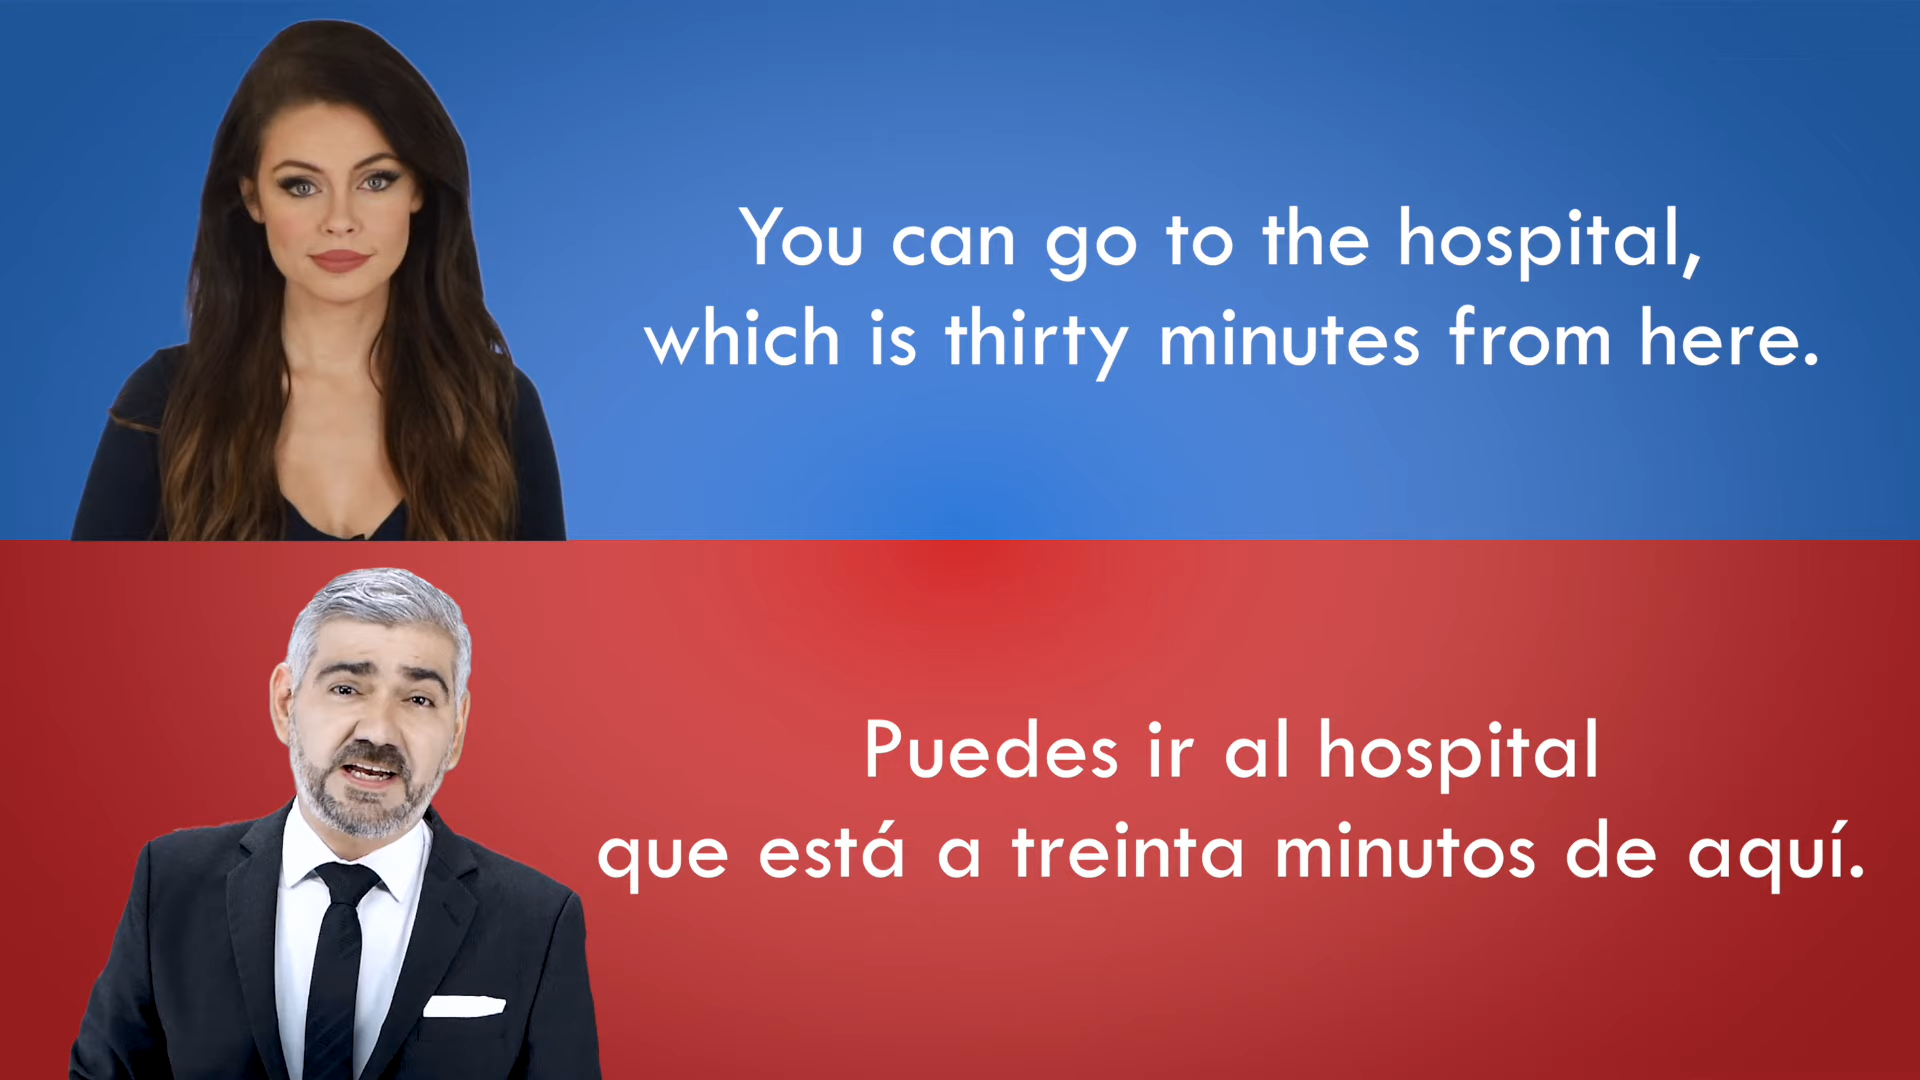 You can go to the hospital,
which is thirty minutes from here.
Puedes ir al hospital
que está a treinta minutos de aquí.